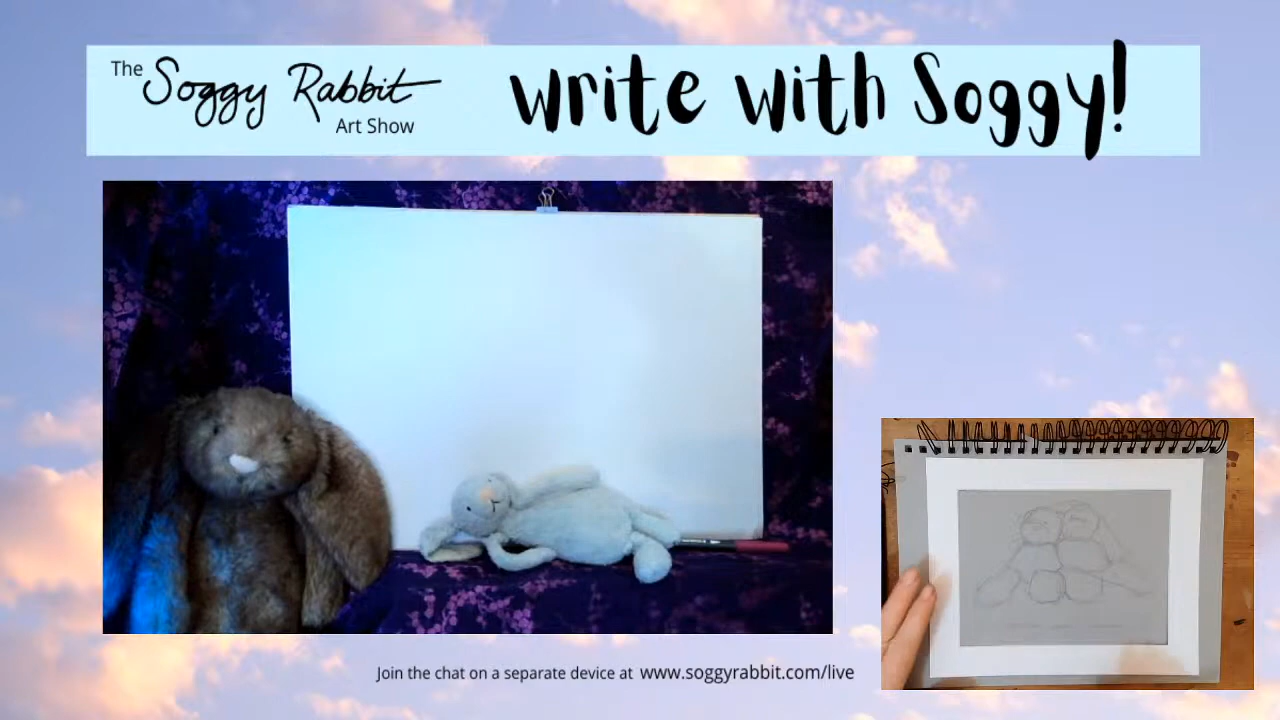 The
Soggy Rabbit
Art Show
write with Soggy!
Join the chat on a separate device at www.soggyrabbit.com/live